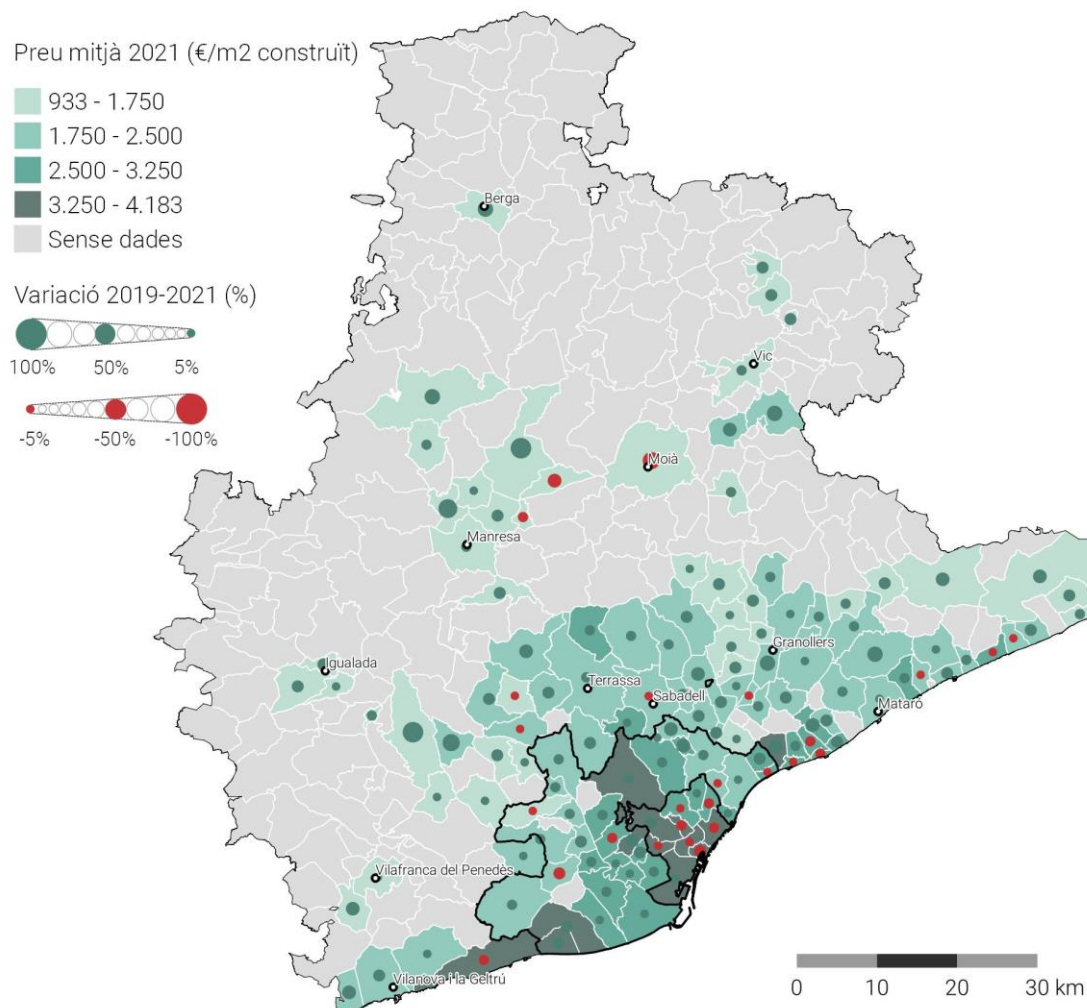 Preu mitjà 2021 (€/m2 construït)
933 - 1.750
1.750 - 2.500
2.500 - 3.250
3.250 - 4.183
Sense dades
Variació 2019-2021 (%)
100% 50% 5%
-5% -50% -100%
Berga
Vic
Moià
Manresa
Igualada
Granollers
Terrassa
Sabadell
Mataró
Vilafranca del Penedès
Vilanova i la Geltrú
0 10 20 30 km